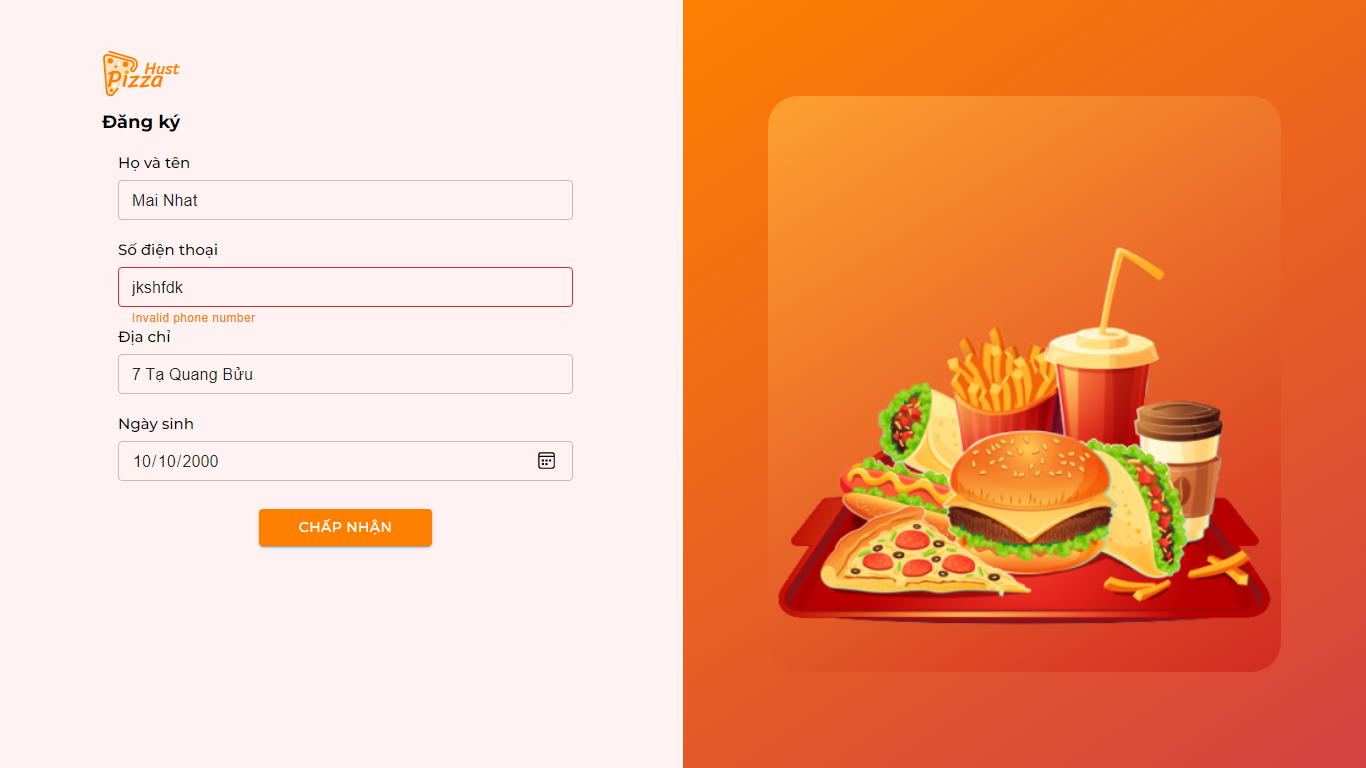 Hust
Pizza
Đăng ký
Họ và tên
Mai Nhat
Số điện thoại
jkshfdk
Invalid phone number
Địa chỉ
7 Tạ Quang Bửu
Ngày sinh
10/10/2000
CHẤP NHẬN